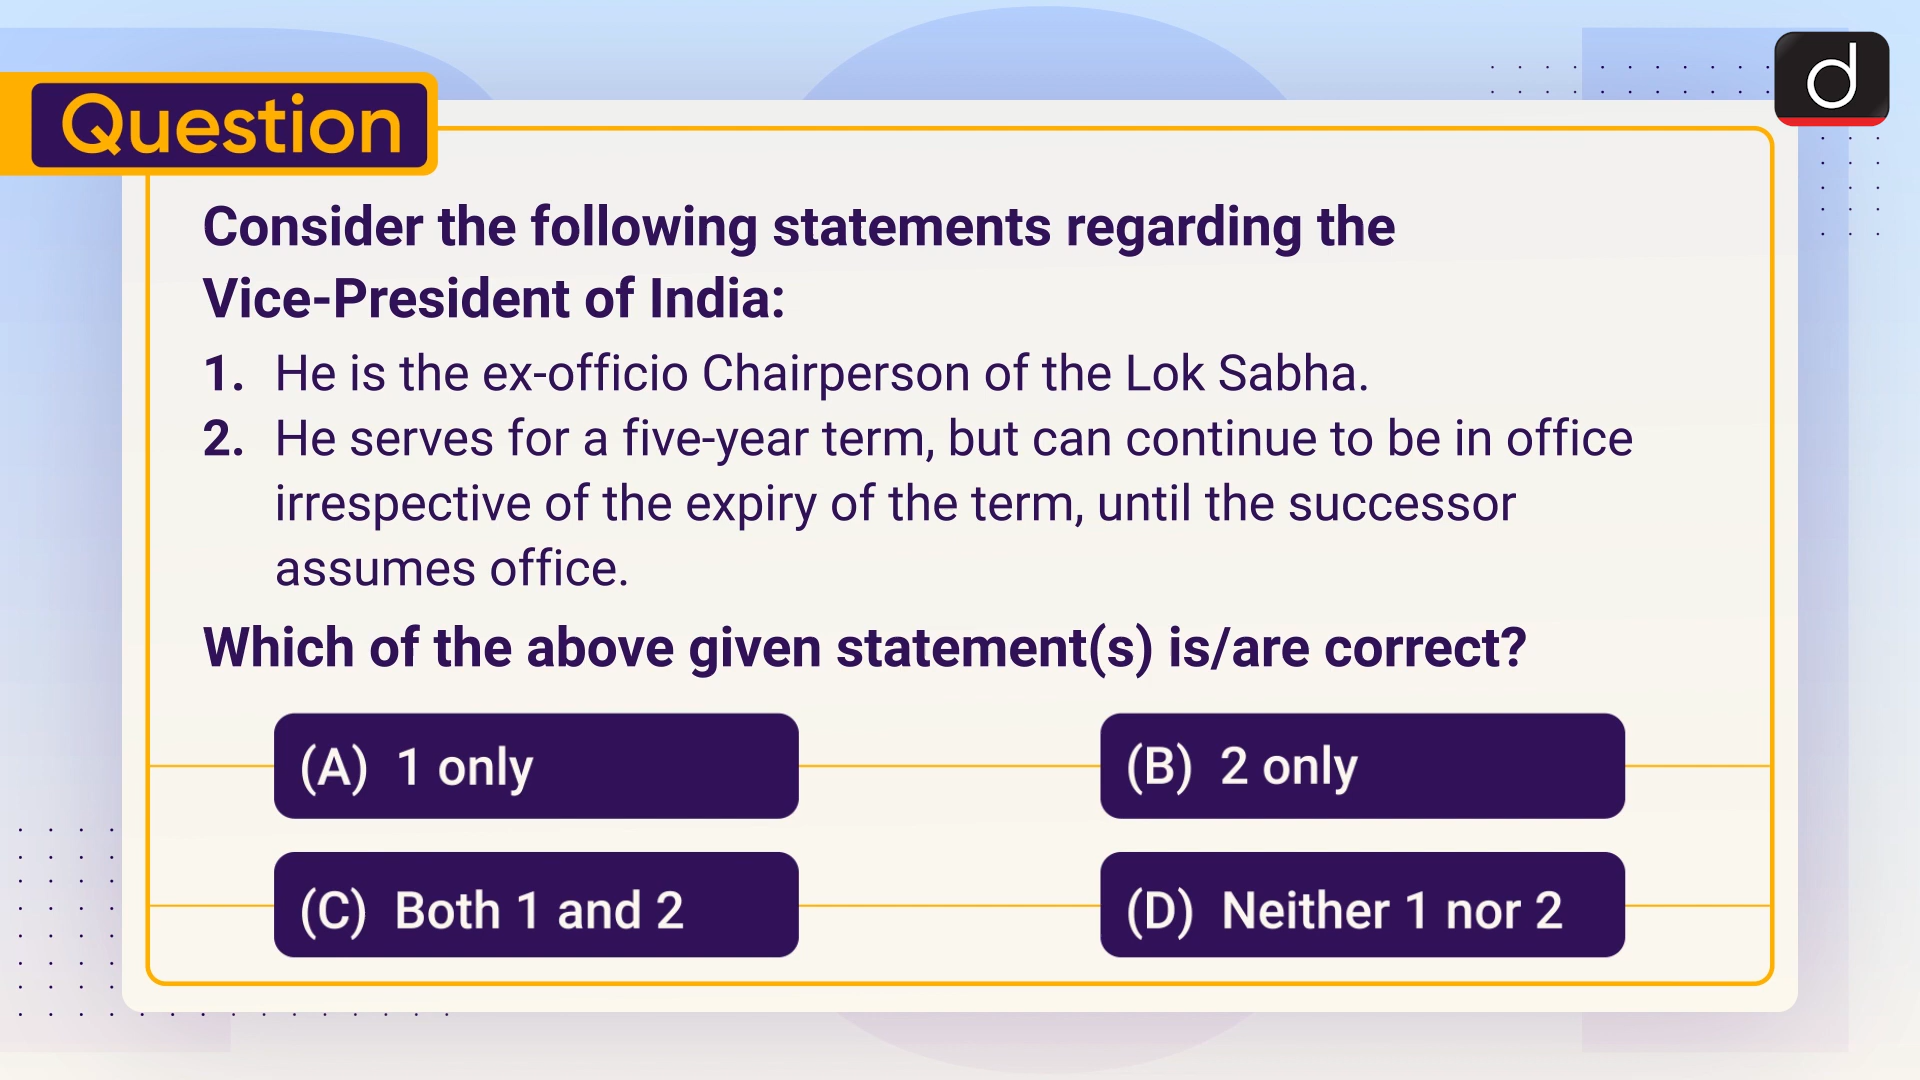 Question
Consider the following statements regarding the
Vice-President of India:
1. He is the ex-officio Chairperson of the Lok Sabha.
2. He serves for a five-year term, but can continue to be in office
irrespective of the expiry of the term, until the successor
assumes office.
Which of the above given statement(s) is/are correct?
(A) 1 only
(B) 2 only
(C) Both 1 and 2
(D) Neither 1 nor 2
d